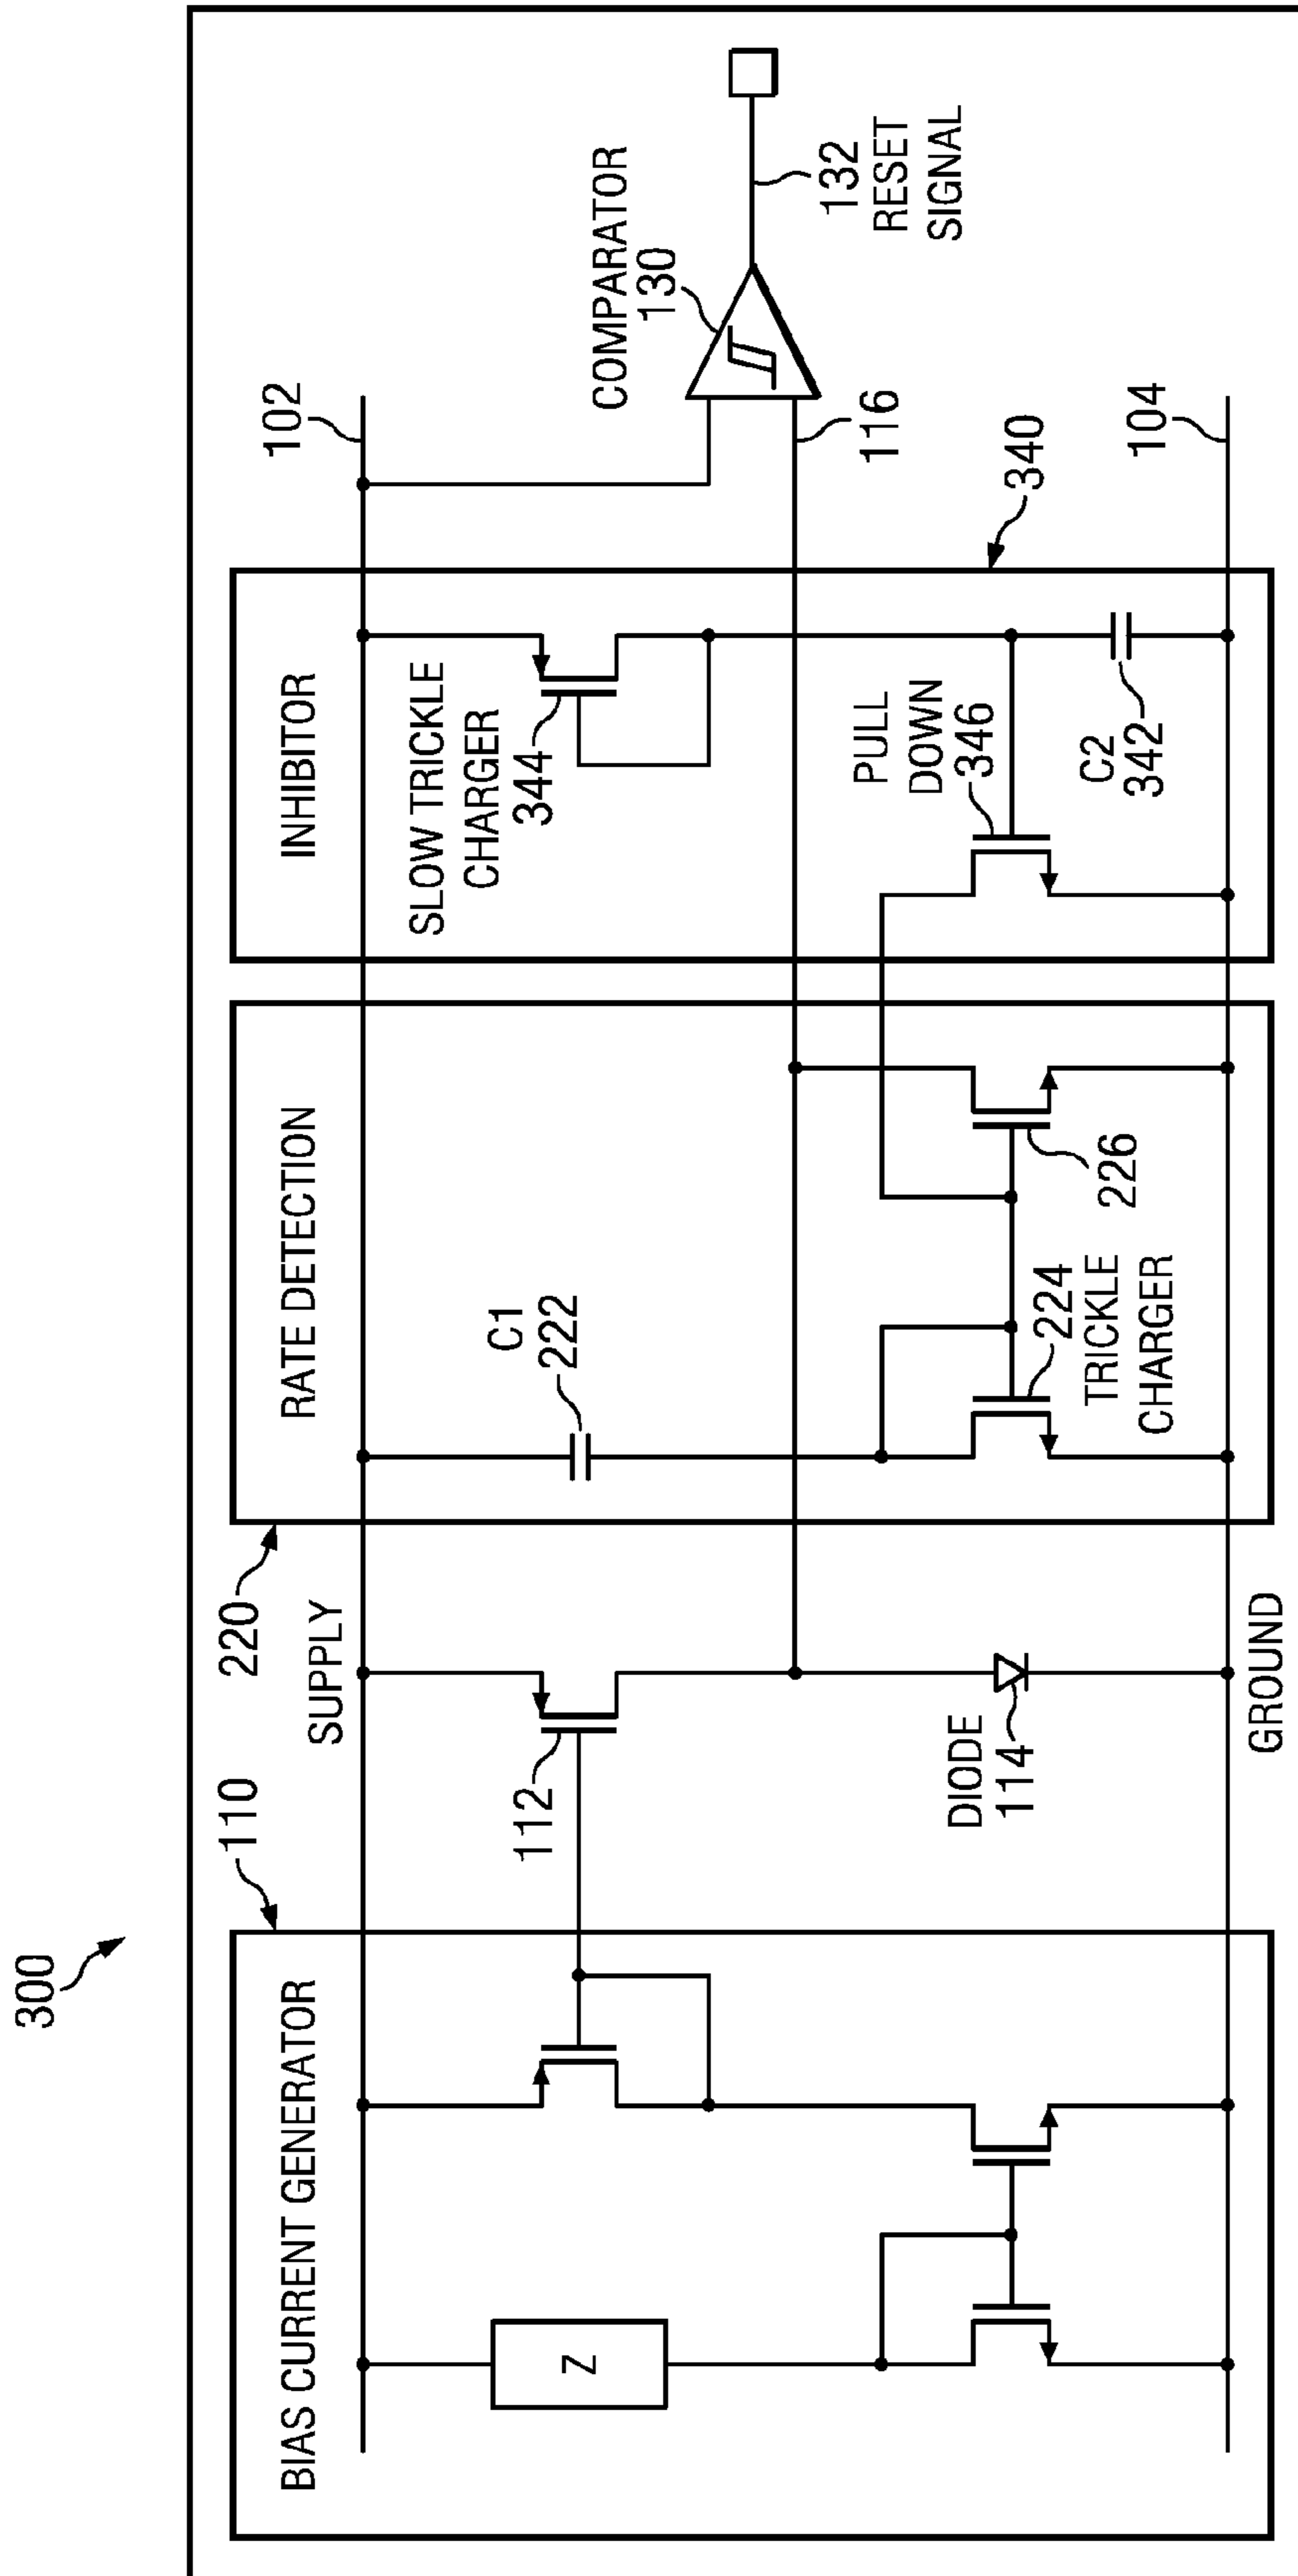 300
110
BIAS CURRENT GENERATOR
Z
SUPPLY
112
DIODE
114
GROUND
220
RATE DETECTION
C1
222
224
TRICKLE
CHARGER
226
INHIBITOR
SLOW TRICKLE
CHARGER
344
PULL
DOWN
346
C2
342
340
102
COMPARATOR
130
116
104
132
RESET
SIGNAL